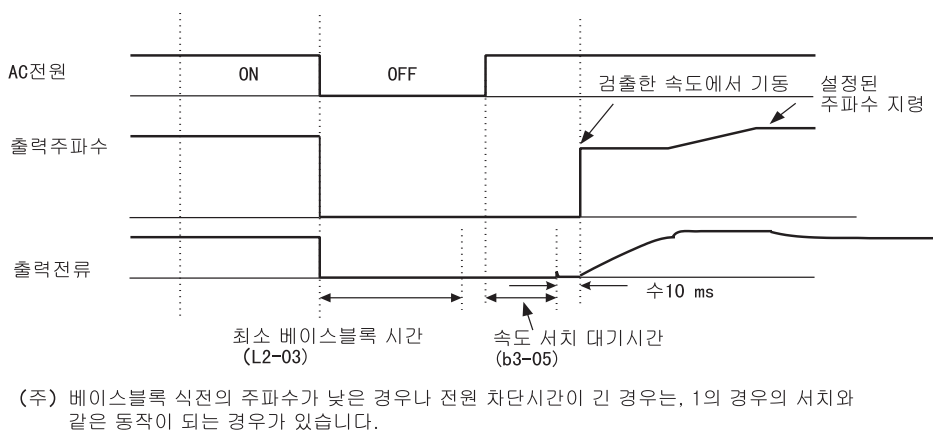 AC전원
ON
OFF
검출한 속도에서 기동
설정된
주파수 지령
출력주파수
출력전류
수10 ms
최소 베이스블록 시간
(L2-03)
속도 서치 대기시간
(b3-05)
(주) 베이스블록 식전의 주파수가 낮은 경우나 전원 차단시간이 긴 경우는, 1의 경우의 서치와
같은 동작이 되는 경우가 있습니다.